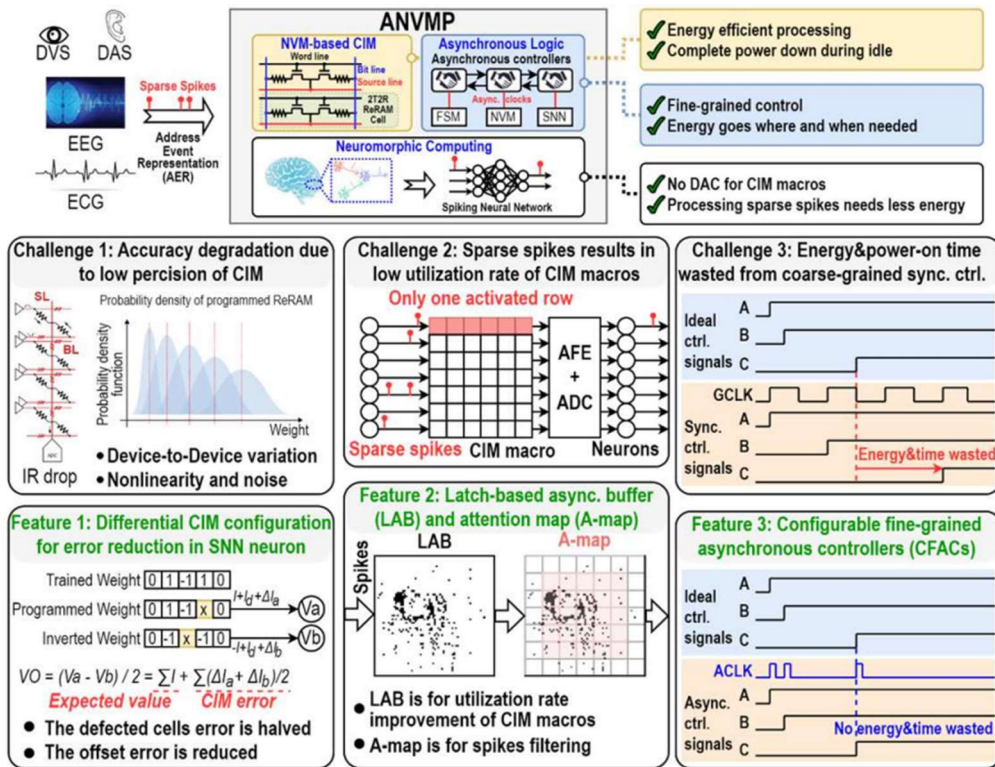 DVS
DAS
EEG
ECG
Sparse Spikes
Address
Event
Representation
(AER)
ANVMP
NVM-based CIM
Word line
Bit line
Source line
2T2R
ReRAM
Cell
Asynchronous Logic
Asynchronous controllers
Async. clocks
FSM
NVM
SNN
Neuromorphic Computing
Spiking Neural Network
Energy efficient processing
Complete power down during idle
Fine-grained control
Energy goes where and when needed
No DAC for CIM macros
Processing sparse spikes needs less energy
Challenge 1: Accuracy degradation due
to low percision of CIM
SL
BL
ADC
IR drop
Probability density of programmed ReRAM
Probability density
function
Weight
• Device-to-Device variation
• Nonlinearity and noise
Challenge 2: Sparse spikes results in
low utilization rate of CIM macros
Only one activated row
AFE
+
ADC
Sparse spikes
CIM macro
Neurons
Challenge 3: Energy&power-on time
wasted from coarse-grained sync. ctrl.
Ideal
ctrl.
signals
A
B
C
GCLK
Sync.
ctrl.
signals
A
B
C
Energy&time wasted
Feature 1: Differential CIM configuration
for error reduction in SNN neuron
Trained Weight 0 1 -1 1 0
Programmed Weight 0 1 -1 x 0
I+Id+ΔIa
Va
Inverted Weight 0 -1 x -1 0
-I+Id+ΔIb
Vb
VO = (Va - Vb) / 2 = ∑I + ∑(ΔIa + ΔIb)/2
Expected value
CIM error
• The defected cells error is halved
• The offset error is reduced
Feature 2: Latch-based async. buffer
(LAB) and attention map (A-map)
Spikes
LAB
A-map
• LAB is for utilization rate
improvement of CIM macros
• A-map is for spikes filtering
Feature 3: Configurable fine-grained
asynchronous controllers (CFACs)
Ideal
ctrl.
signals
A
B
C
ACLK
Async.
ctrl.
signals
A
B
C
No energy&time wasted